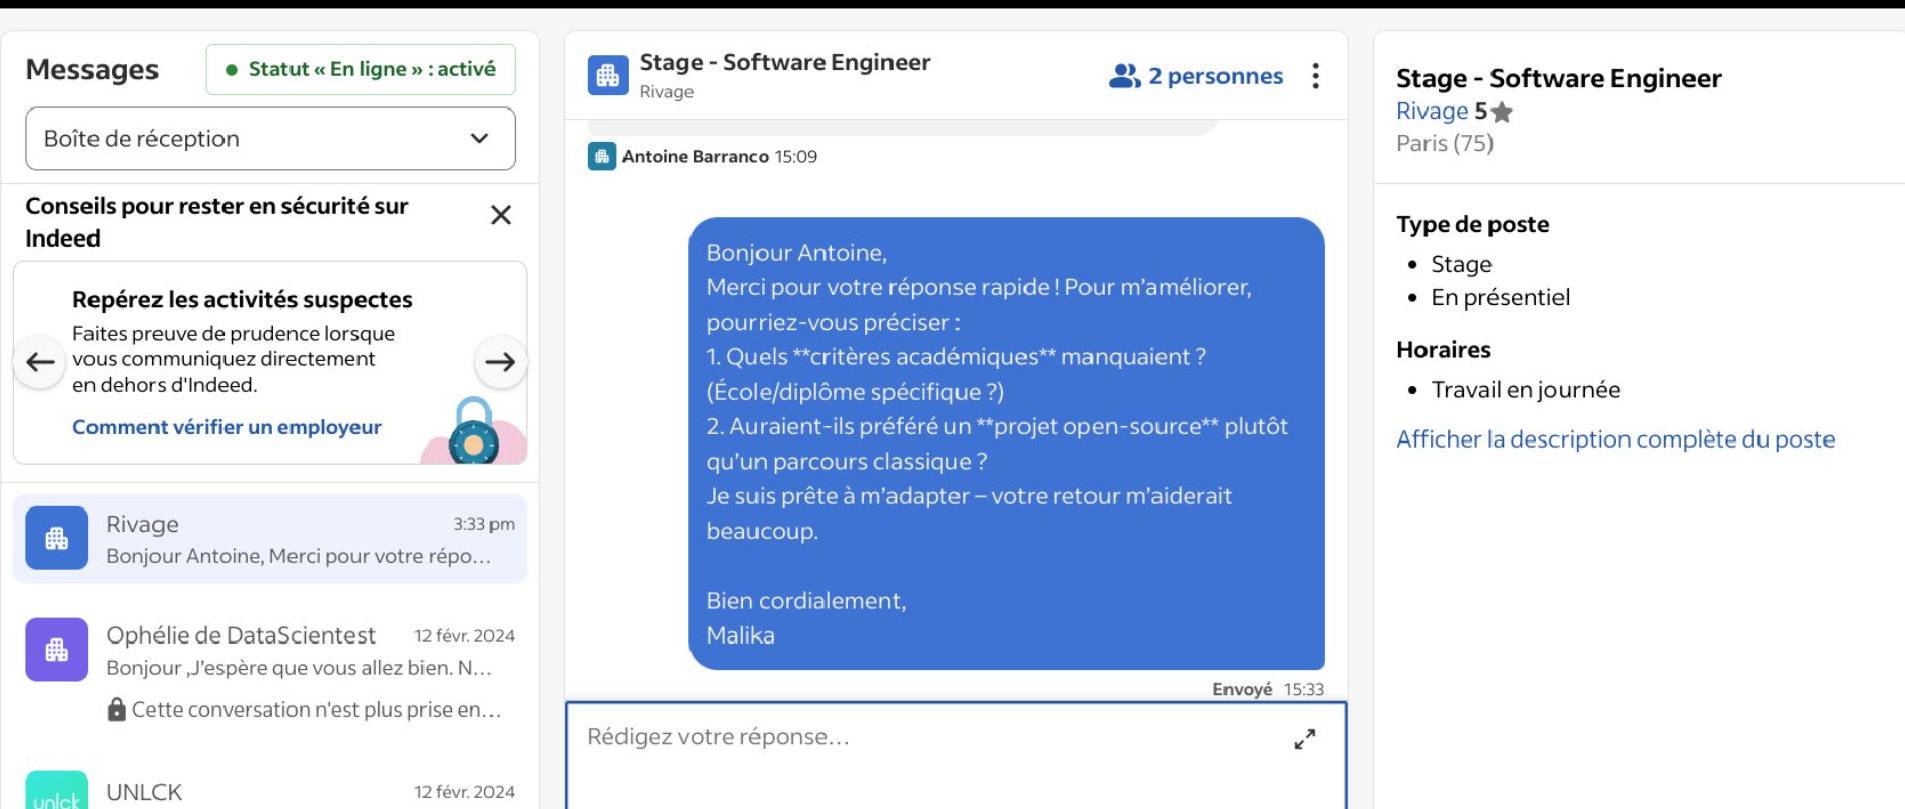 Messages
Statut « En ligne » : activé
Boîte de réception
Conseils pour rester en sécurité sur
Indeed
Repérez les activités suspectes
Faites preuve de prudence lorsque
vous communiquez directement
en dehors d'Indeed.
Comment vérifier un employeur
Rivage
3:33 pm
Bonjour Antoine, Merci pour votre répo...
Ophélie de DataScientest
12 févr. 2024
Bonjour ,J'espère que vous allez bien. N...
Cette conversation n'est plus prise en...
unlck
UNLCK
12 févr. 2024
Stage - Software Engineer
Rivage
2 personnes
Antoine Barranco 15:09
Bonjour Antoine,
Merci pour votre réponse rapide ! Pour m’améliorer,
pourriez-vous préciser :
1. Quels **critères académiques** manquaient ?
(École/diplôme spécifique ?)
2. Auraient-ils préféré un **projet open-source** plutôt
qu’un parcours classique ?
Je suis prête à m’adapter – votre retour m’aiderait
beaucoup.
Bien cordialement,
Malika
Envoyé 15:33
Rédigez votre réponse...
Stage - Software Engineer
Rivage 5
Paris (75)
Type de poste
• Stage
• En présentiel
Horaires
• Travail en journée
Afficher la description complète du poste